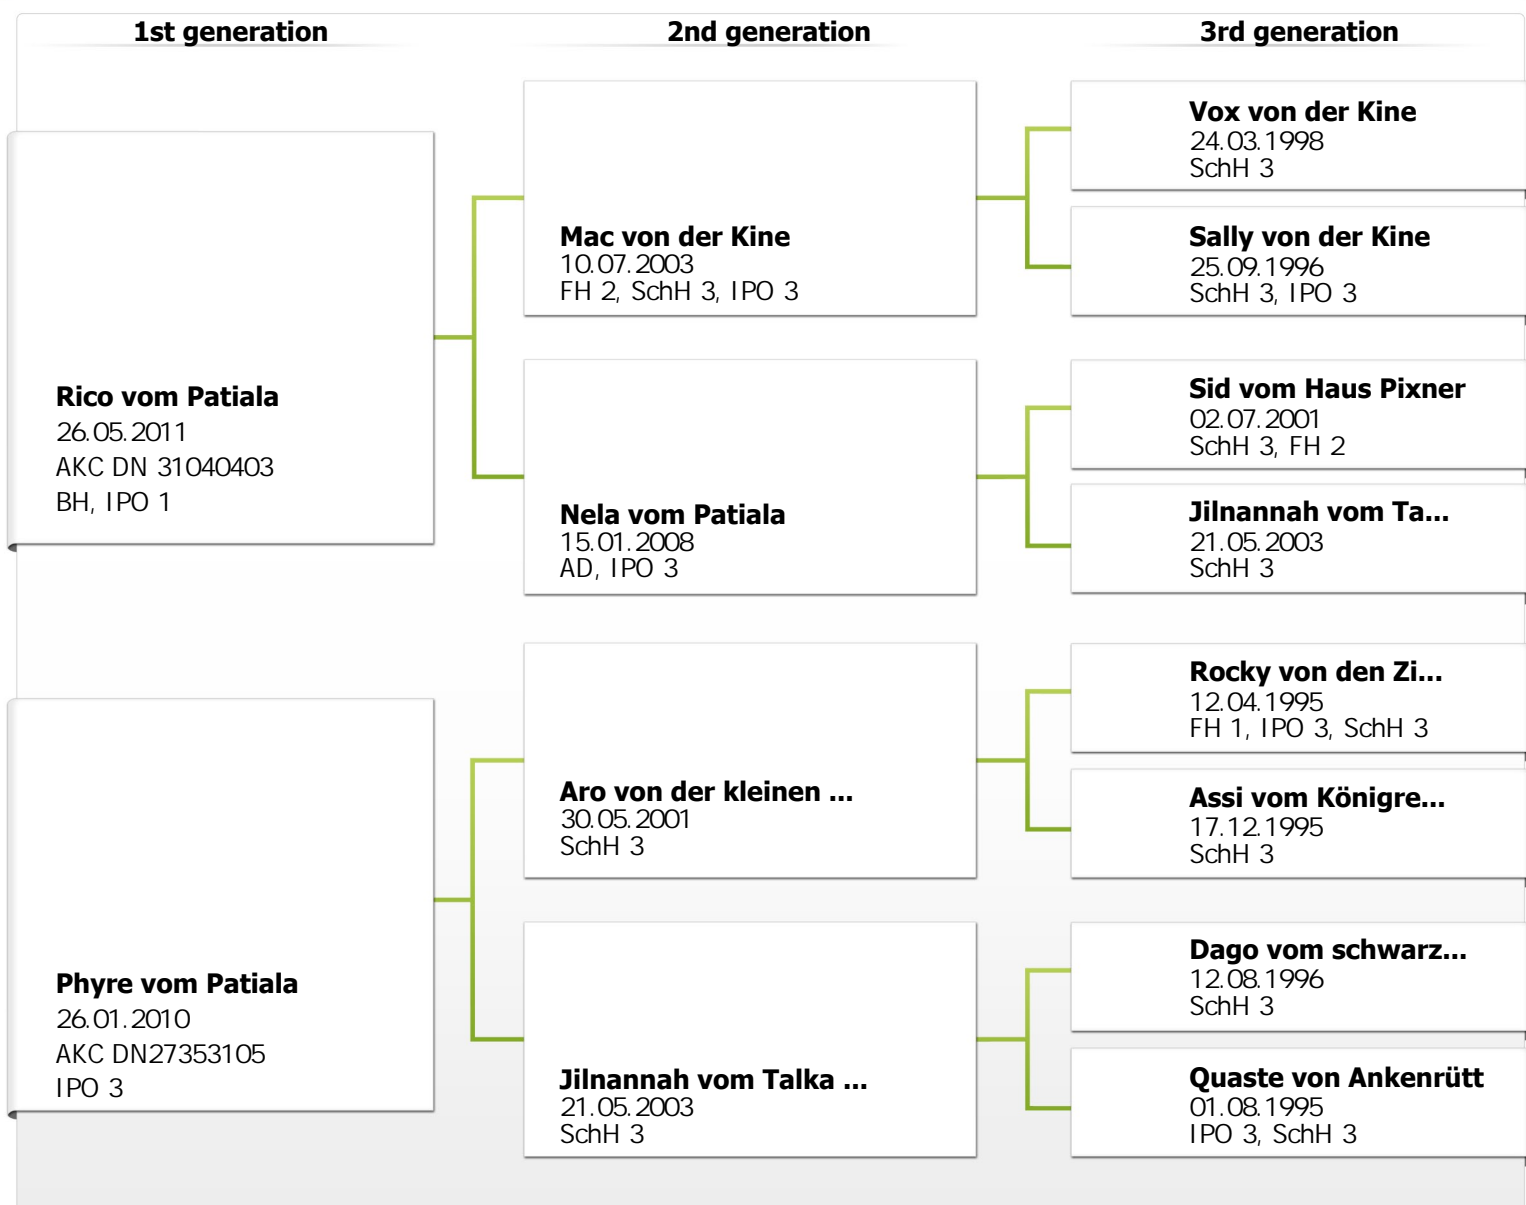 1st generation
2nd generation
3rd generation
Rico vom Patiala
26.05.2011
AKC DN 31040403
BH, IPO 1
Phyre vom Patiala
26.01.2010
AKC DN27353105
IPO 3
Mac von der Kine
10.07.2003
FH 2, SchH 3, IPO 3
Nela vom Patiala
15.01.2008
AD, IPO 3
Aro von der kleinen ...
30.05.2001
SchH 3
Jilnannah vom Talka ...
21.05.2003
SchH 3
Vox von der Kine
24.03.1998
SchH 3
Sally von der Kine
25.09.1996
SchH 3, IPO 3
Sid vom Haus Pixner
02.07.2001
SchH 3, FH 2
Jilnannah vom Ta...
21.05.2003
SchH 3
Rocky von den Zi...
12.04.1995
FH 1, IPO 3, SchH 3
Assi vom Königre...
17.12.1995
SchH 3
Dago vom schwarz...
12.08.1996
SchH 3
Quaste von Ankenrütt
01.08.1995
IPO 3, SchH 3